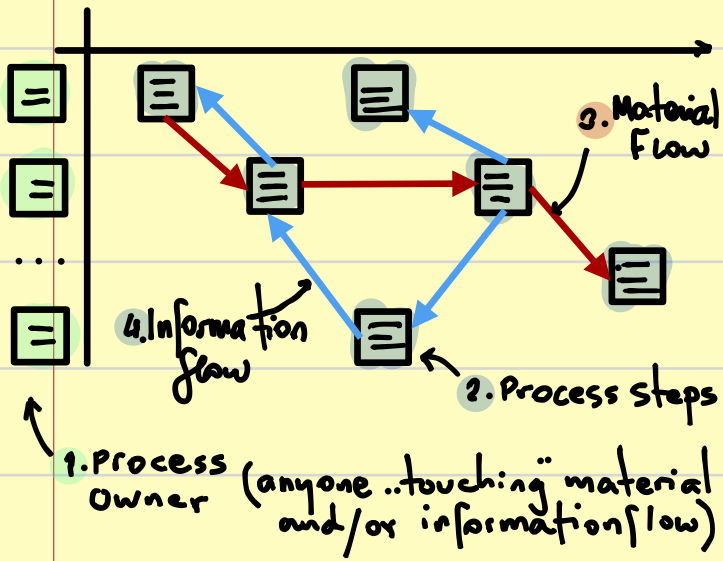 3. Material
Flow
...
4. Information
flow
2. Process Steps
1. Process
Owner
(anyone "touching" material
and/or information flow)